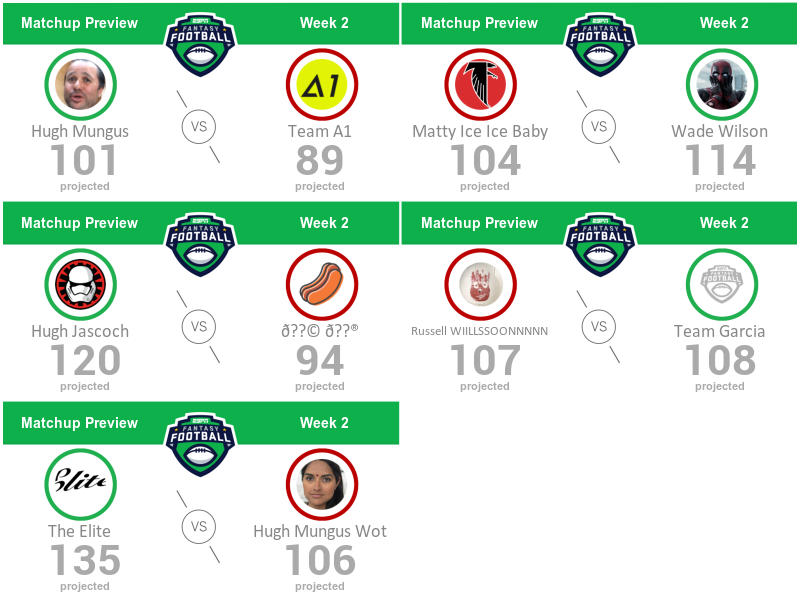 Matchup Preview
ESPN
FANTASY
FOOTBALL
Week 2
Hugh Mungus
101
projected
VS
A1
Team A1
89
projected
Matchup Preview
ESPN
FANTASY
FOOTBALL
Week 2
Matty Ice Ice Baby
104
projected
VS
Wade Wilson
114
projected
Matchup Preview
ESPN
FANTASY
FOOTBALL
Week 2
Hugh Jascoch
120
projected
VS
ð??© ð??®
94
projected
Matchup Preview
ESPN
FANTASY
FOOTBALL
Week 2
Russell WIILLSSOONNNNN
107
projected
VS
FANTASY
FOOTBALL
Team Garcia
108
projected
Matchup Preview
ESPN
FANTASY
FOOTBALL
Week 2
Elite
The Elite
135
projected
VS
Hugh Mungus Wot
106
projected